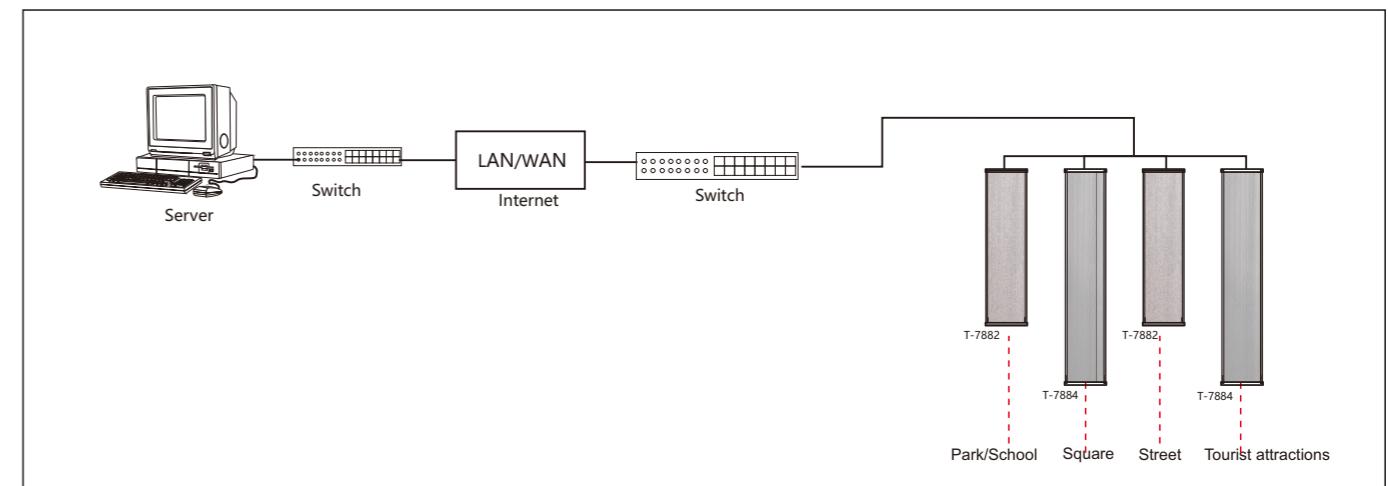 LAN/WAN
Switch
Internet
Switch
Server
T-7882
T-7882
T-7884
T-7884
Park/School
Square
Street
Tourist attractions